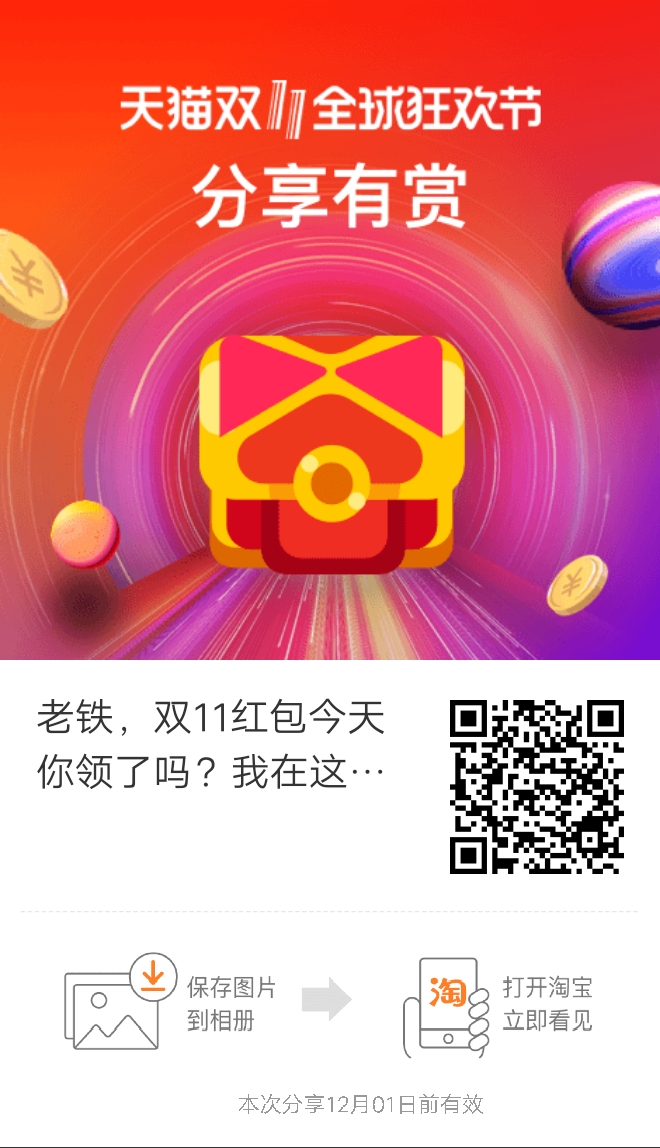 天猫双11全球狂欢节
分享有赏
老铁，双11红包今天
你领了吗？我在这…
保存图片
到相册
淘
打开淘宝
立即看见
本次分享12月01日前有效